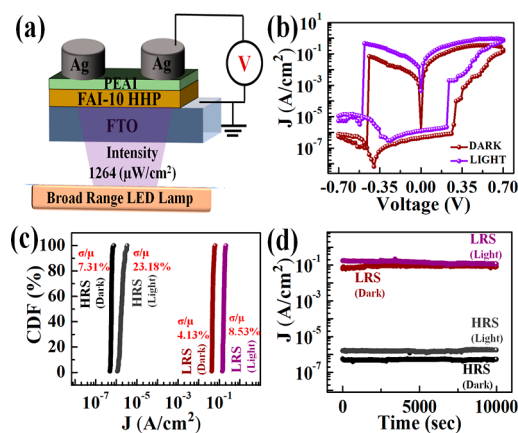 (a)
Ag
Ag
V
PEAI
FAI-10 HHP
FTO
Intensity
1264 (μW/cm²)
Broad Range LED Lamp
(b)
J (A/cm²)
10⁻¹
10⁻¹
10⁻³
10⁻⁵
10⁻⁷
DARK
LIGHT
-0.70
-0.35
0.00
0.35
0.70
Voltage (V)
(c)
CDF (%)
100
80
60
40
20
0
σ/μ
7.31%
HRS
(Dark)
σ/μ
23.18%
HRS
(Light)
σ/μ
4.13%
LRS
(Dark)
σ/μ
8.53%
LRS
(Light)
10⁻⁷
10⁻⁵
10⁻³
10⁻¹
10¹
J (A/cm²)
(d)
J (A/cm²)
10¹
10⁻¹
10⁻³
10⁻⁵
10⁻⁷
LRS
(Light)
LRS
(Dark)
HRS
(Light)
HRS
(Dark)
0
5000
10000
Time (sec)